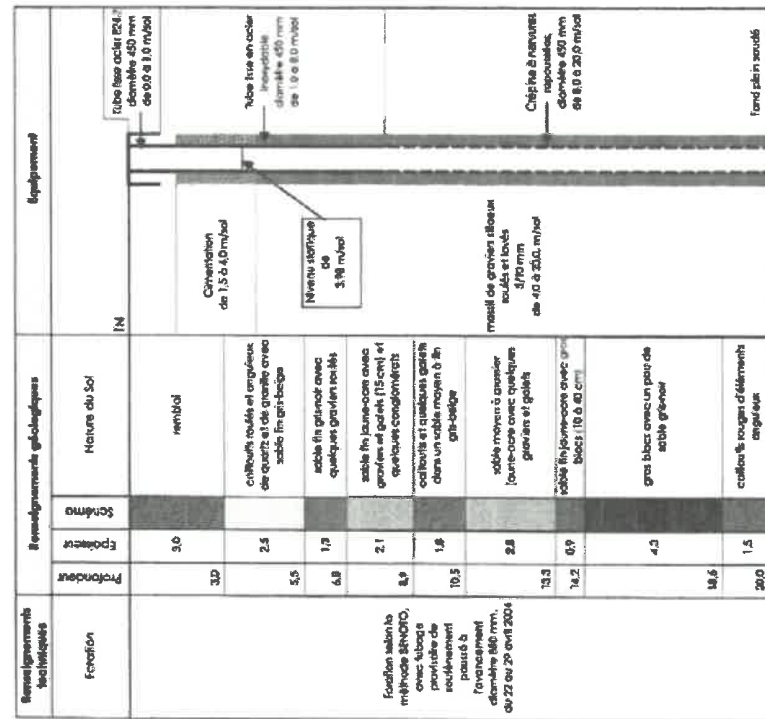 Renseignements
techniques
Renseignements géologiques
Equipement
Foration
Profondeur
Epaisseur
Schéma
Nature du Sol
TN
Foration selon la
méthode BENOTO,
avec tubage
provisoire de
soutènement
poussé à
l'avancement
diamètre 880 mm,
du 22 au 29 avril 2004
3,0
3,0
remblai
5,5
2,5
cailloutis roulés et anguleux
de quartz et de granite avec
sable fin gris-beige
6,8
1,3
sable fin gris-noir avec
quelques graviers roulés
8,9
2,1
sable fin jaune-ocre avec
graviers et galets (15 cm) et
quelques conglomérats
10,5
1,6
cailloutis et quelques galets
dans un sable moyen à fin
gris-beige
13,3
2,8
sable moyen à grossier
jaune-ocre avec quelques
graviers et galets
14,2
0,9
sable fin jaune-ocre avec gros
blocs (10 à 40 cm)
18,6
4,3
gros blocs avec un peu de
sable gris-noir
20,0
1,5
cailloutis rouges d'éléments
anguleux
Tube lisse acier
diamètre 450 mm
de 0,0 à 1,0 m/sol
Cimentation
de 1,5 à 4,0 m/sol
Tube lisse en acier
inoxydable
diamètre 450 mm
de 1,0 à 8,0 m/sol
Niveau statique
de
3,98 m/sol
massif de graviers siliceux
roulés et lavés
de 4,0 à 20,0 m/sol
Crépine à nervures
repoussées,
diamètre 450 mm
de 8,0 à 20,0 m/sol
Fond plein soudé